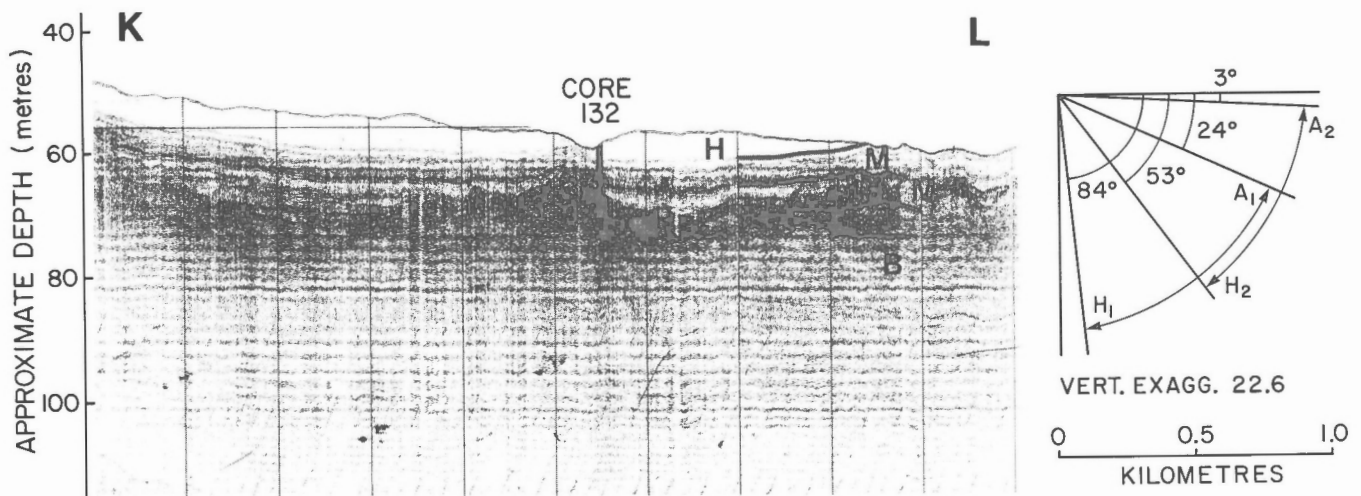 APPROXIMATE DEPTH (metres)
40
60
80
100
K
L
CORE
132
H
M
M
B
3°
24°
53°
84°
A₂
A₁
H₂
H₁
VERT. EXAGG. 22.6
0 0.5 1.0
KILOMETRES